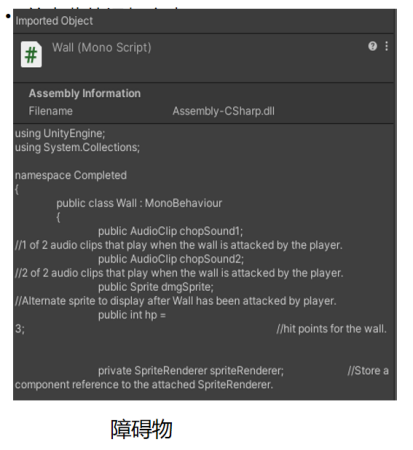 Imported Object
Wall (Mono Script)
Assembly Information
Filename Assembly-CSharp.dll
using UnityEngine;
using System.Collections;
namespace Completed
{
public class Wall : MonoBehaviour
{
public AudioClip chopSound1;
//1 of 2 audio clips that play when the wall is attacked by the player.
public AudioClip chopSound2;
//2 of 2 audio clips that play when the wall is attacked by the player.
public Sprite dmgSprite;
//Alternate sprite to display after Wall has been attacked by player.
public int hp =
3; //hit points for the wall.
private SpriteRenderer spriteRenderer; //Store a
component reference to the attached SpriteRenderer.
障碍物